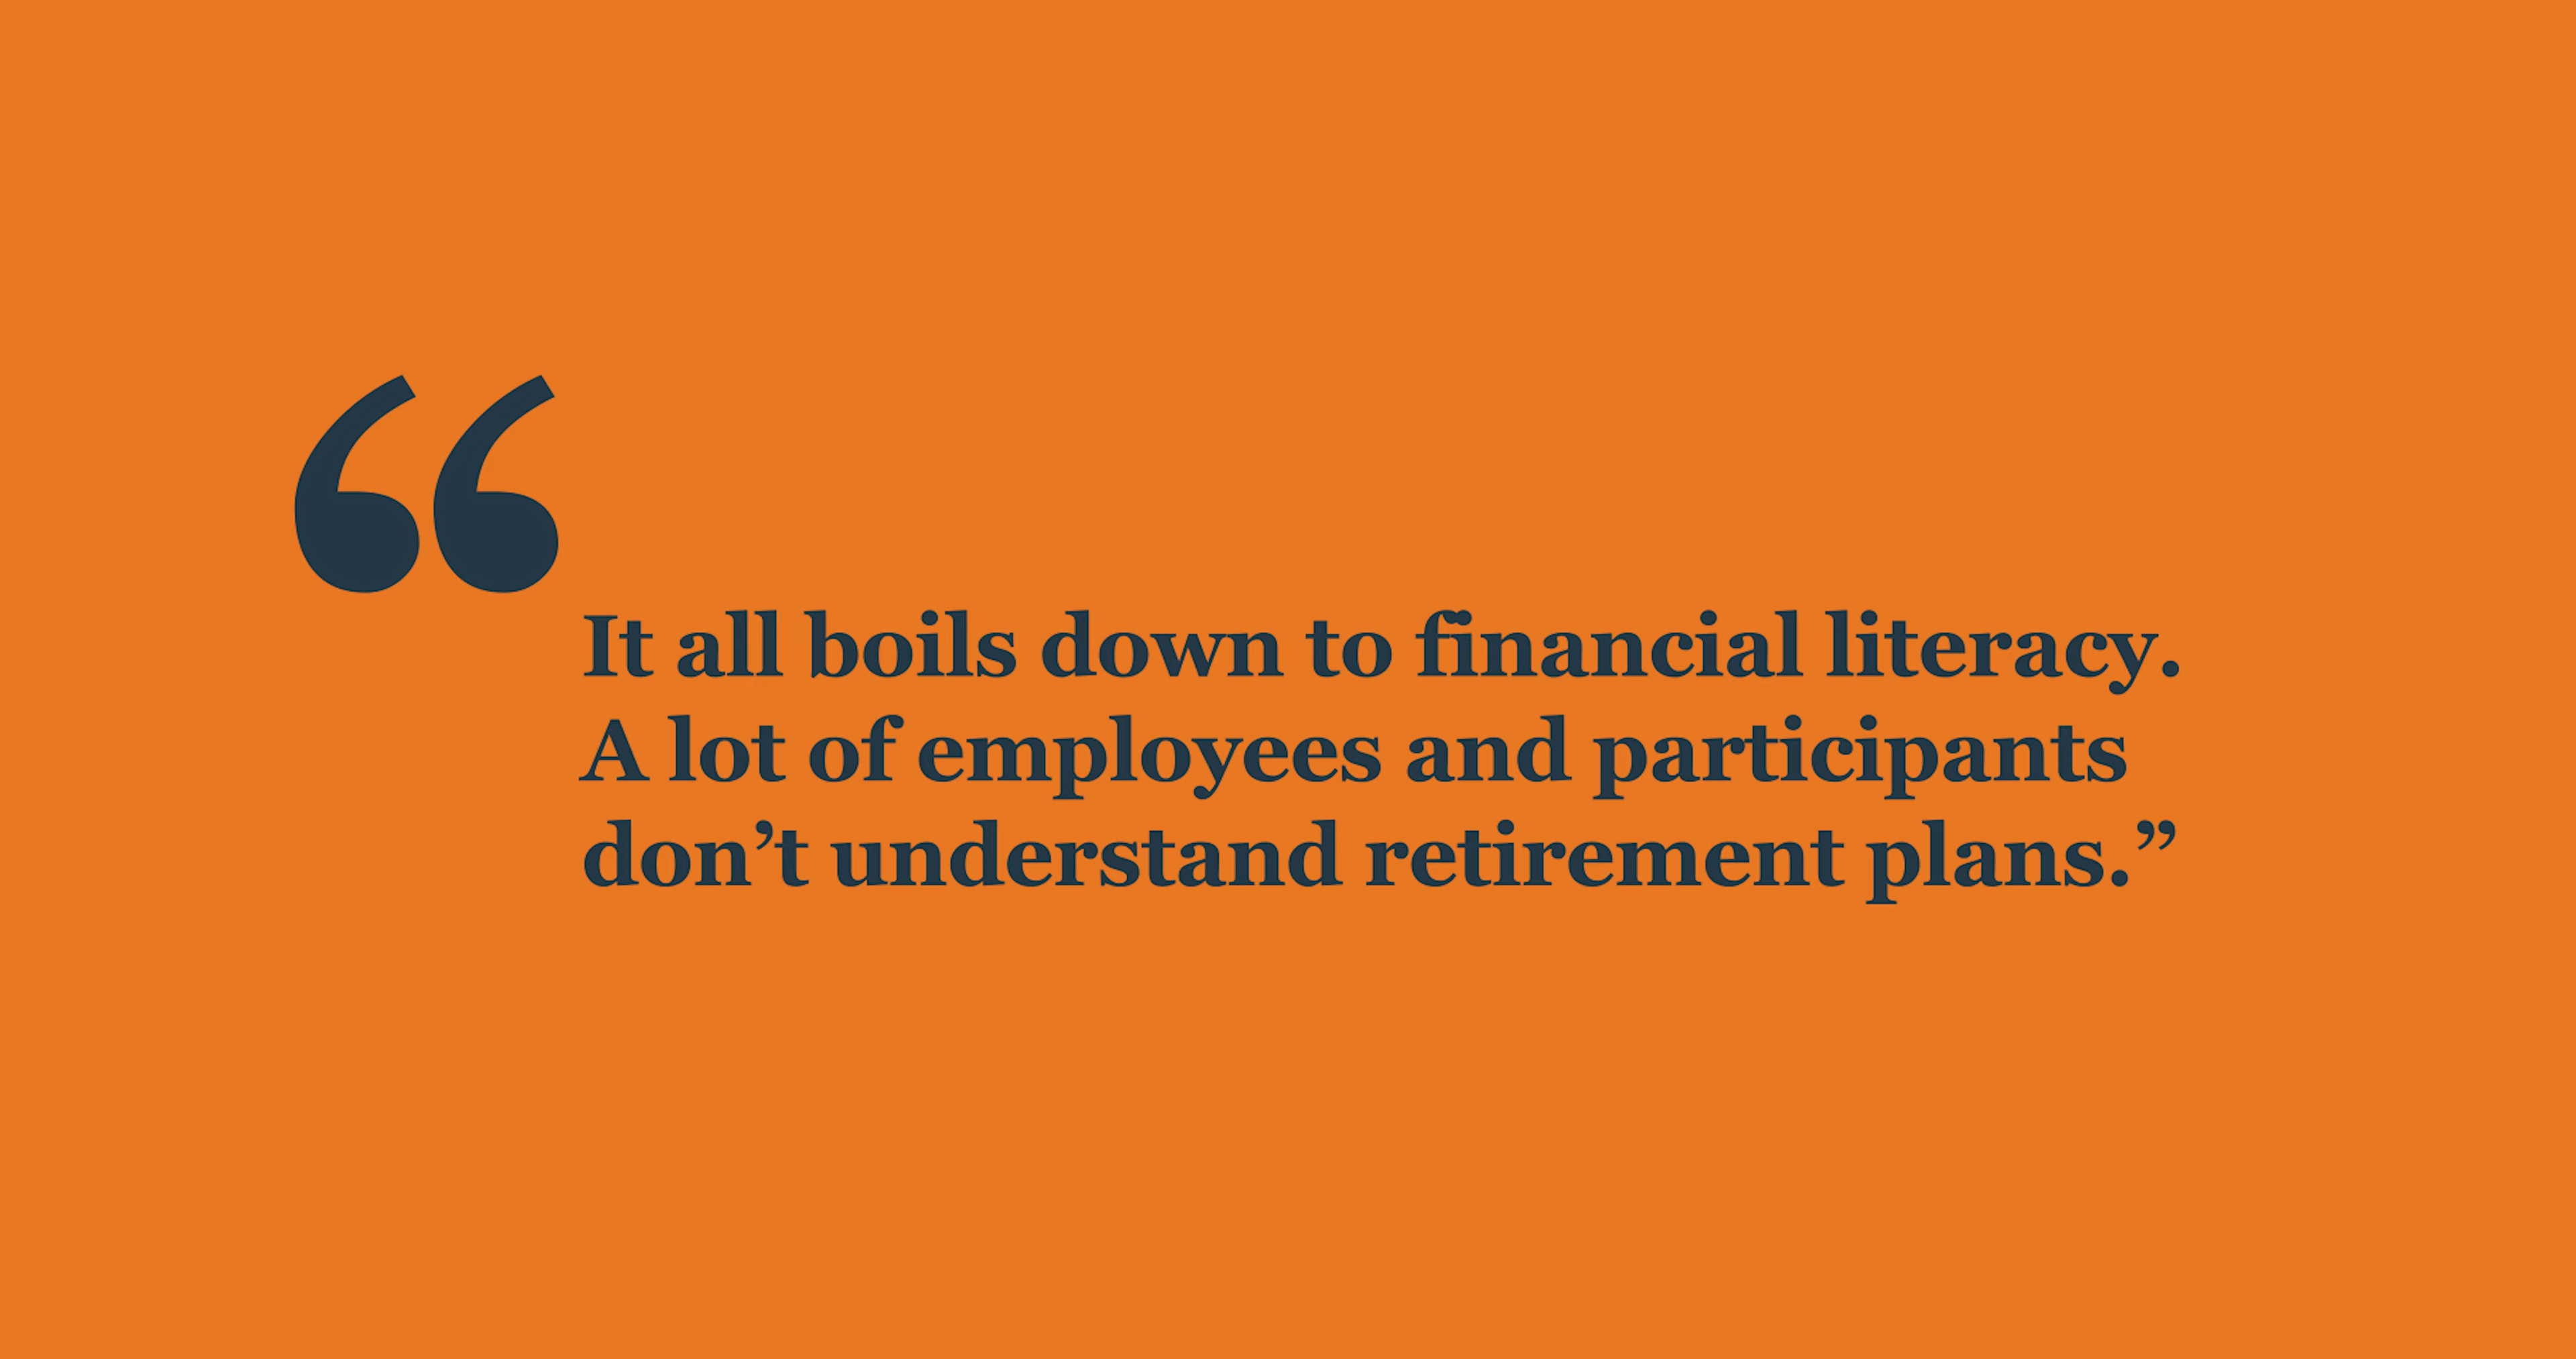 “It all boils down to financial literacy.
A lot of employees and participants
don’t understand retirement plans.”